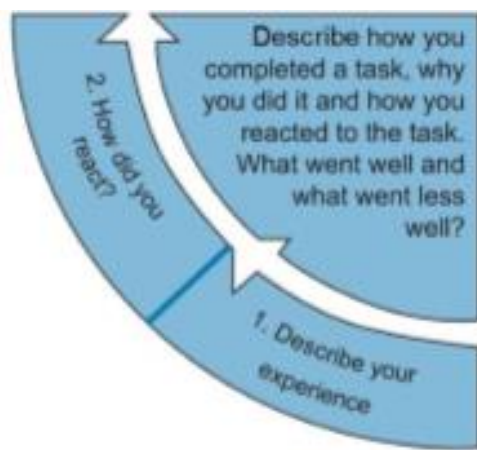 Describe how you
completed a task, why
you did it and how you
reacted to the task.
What went well and
what went less
well?
2. How did you
react?
1. Describe your
experience